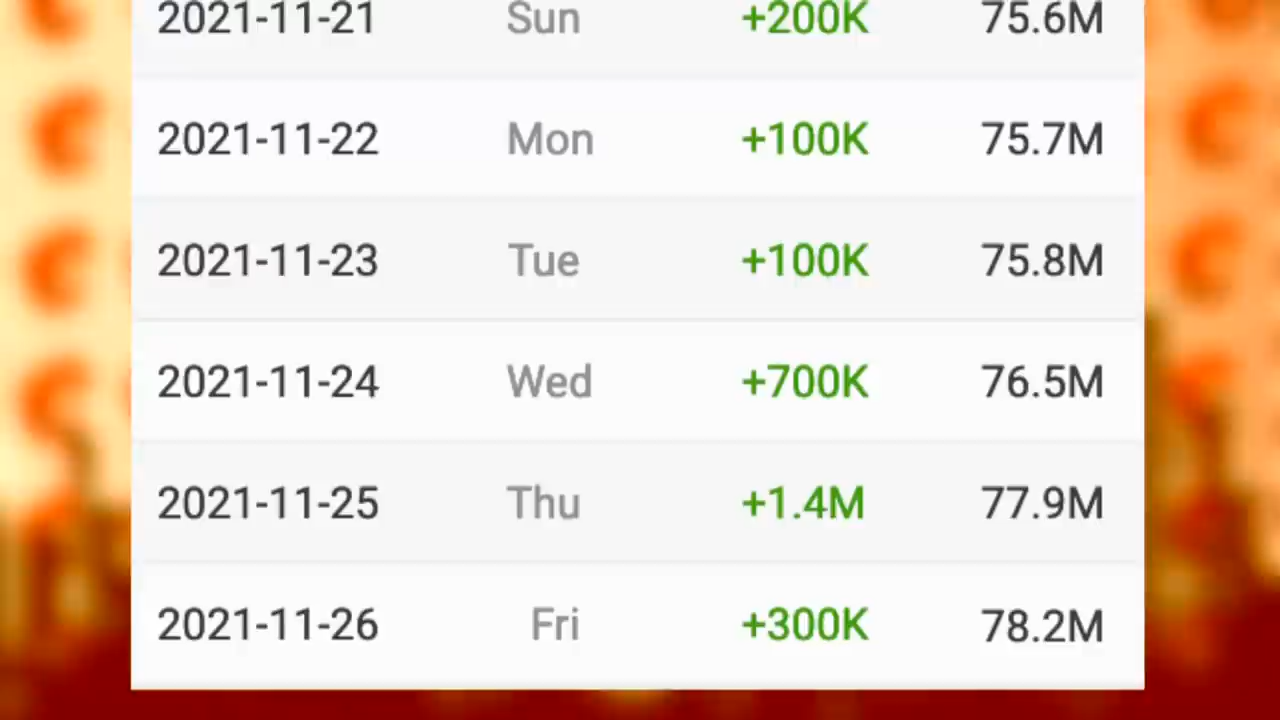 2021-11-21 Sun +200K 75.6M
2021-11-22 Mon +100K 75.7M
2021-11-23 Tue +100K 75.8M
2021-11-24 Wed +700K 76.5M
2021-11-25 Thu +1.4M 77.9M
2021-11-26 Fri +300K 78.2M